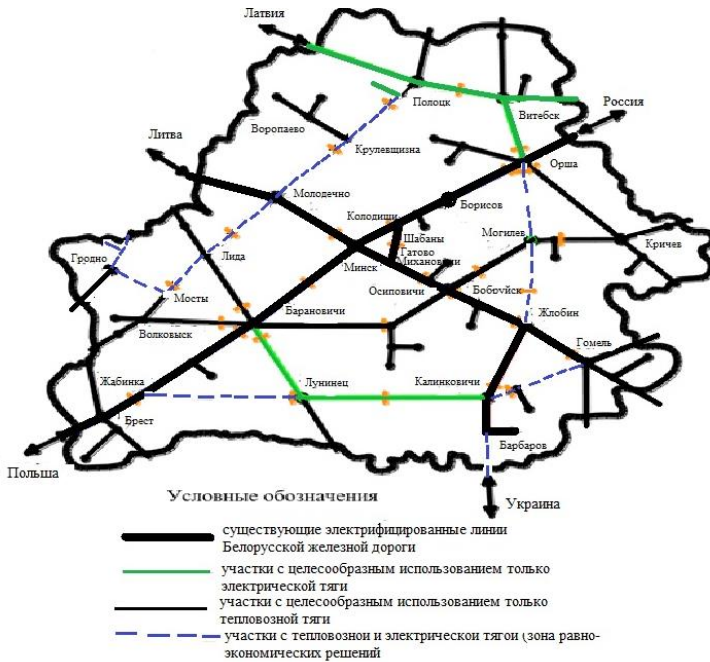 Латвия
Полоцк
Витебск
Россия
Воропаево
Литва
Крулевщизна
Орша
Молодечно
Борисов
Колодищи
Шабаны
Гатово
Михановичи
Могилев
Кричев
Гродно
Лида
Минск
Мосты
Осиповичи
Бобруйск
Барановичи
Волковыск
Жлобин
Гомель
Жабинка
Лунинец
Калинковичи
Брест
Барбаров
Польша
Украина
Условные обозначения
существующие электрифицированные линии
Белорусской железной дороги
участки с целесообразным использованием только
электрической тяги
участки с целесообразным использованием только
тепловозной тяги
участки с тепловозной и электрической тягой (зона равно-
экономических решений